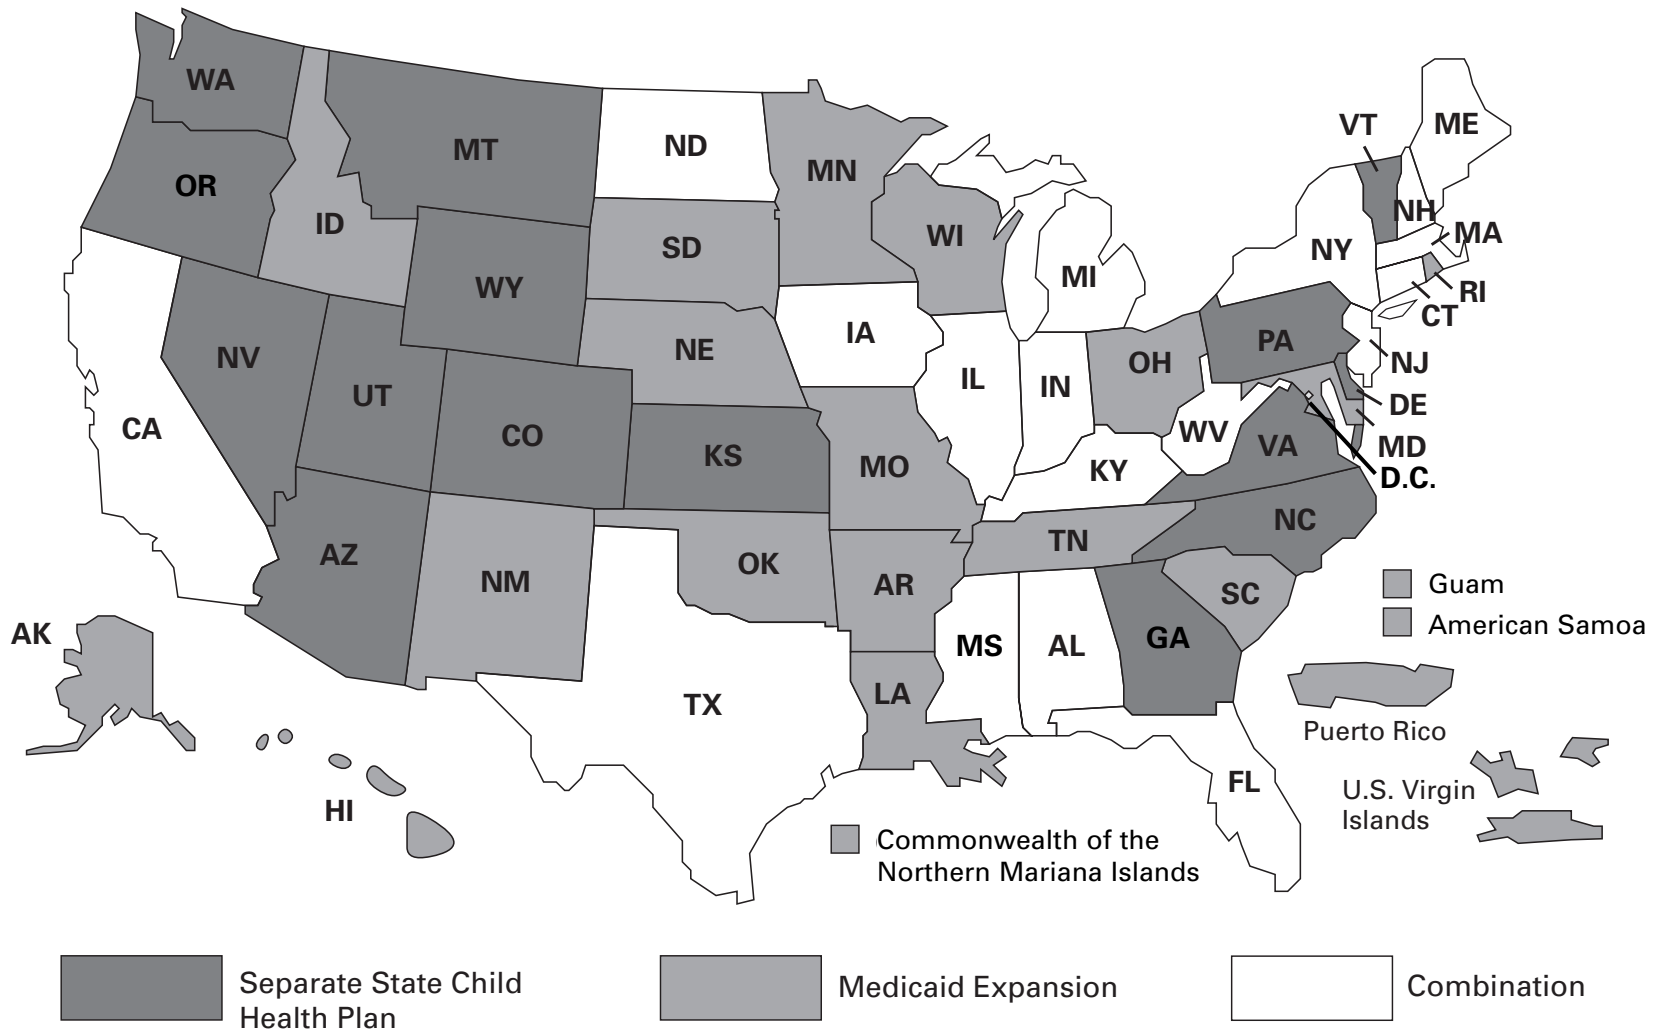 WA
MT
ND
MN
VT
ME
OR
ID
SD
WI
NH
MA
NY
MI
WY
RI
CT
IA
NE
PA
NV
OH
NJ
UT
IL
IN
DE
CA
CO
KS
MO
WV
VA
MD
KY
D.C.
NC
TN
AZ
NM
OK
AR
SC
Guam
American Samoa
AK
MS
AL
GA
LA
TX
Puerto Rico
FL
U.S. Virgin
Islands
HI
Commonwealth of the
Northern Mariana Islands
Separate State Child
Health Plan
Medicaid Expansion
Combination